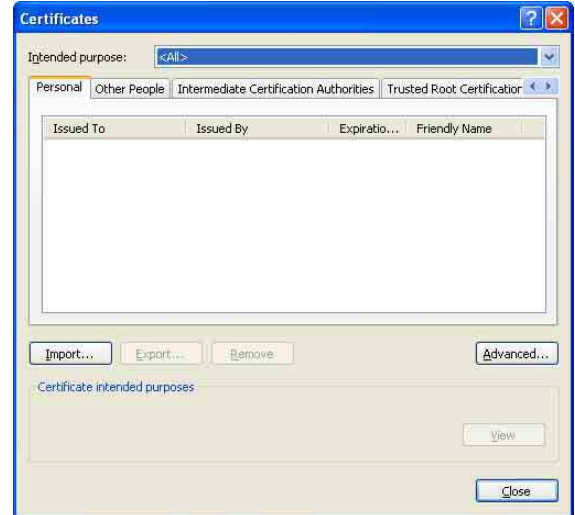 Certificates
Intended purpose: <All>
Personal Other People Intermediate Certification Authorities Trusted Root Certification
Issued To Issued By Expiratio... Friendly Name
Import... Export... Remove Advanced...
Certificate intended purposes
View
Close